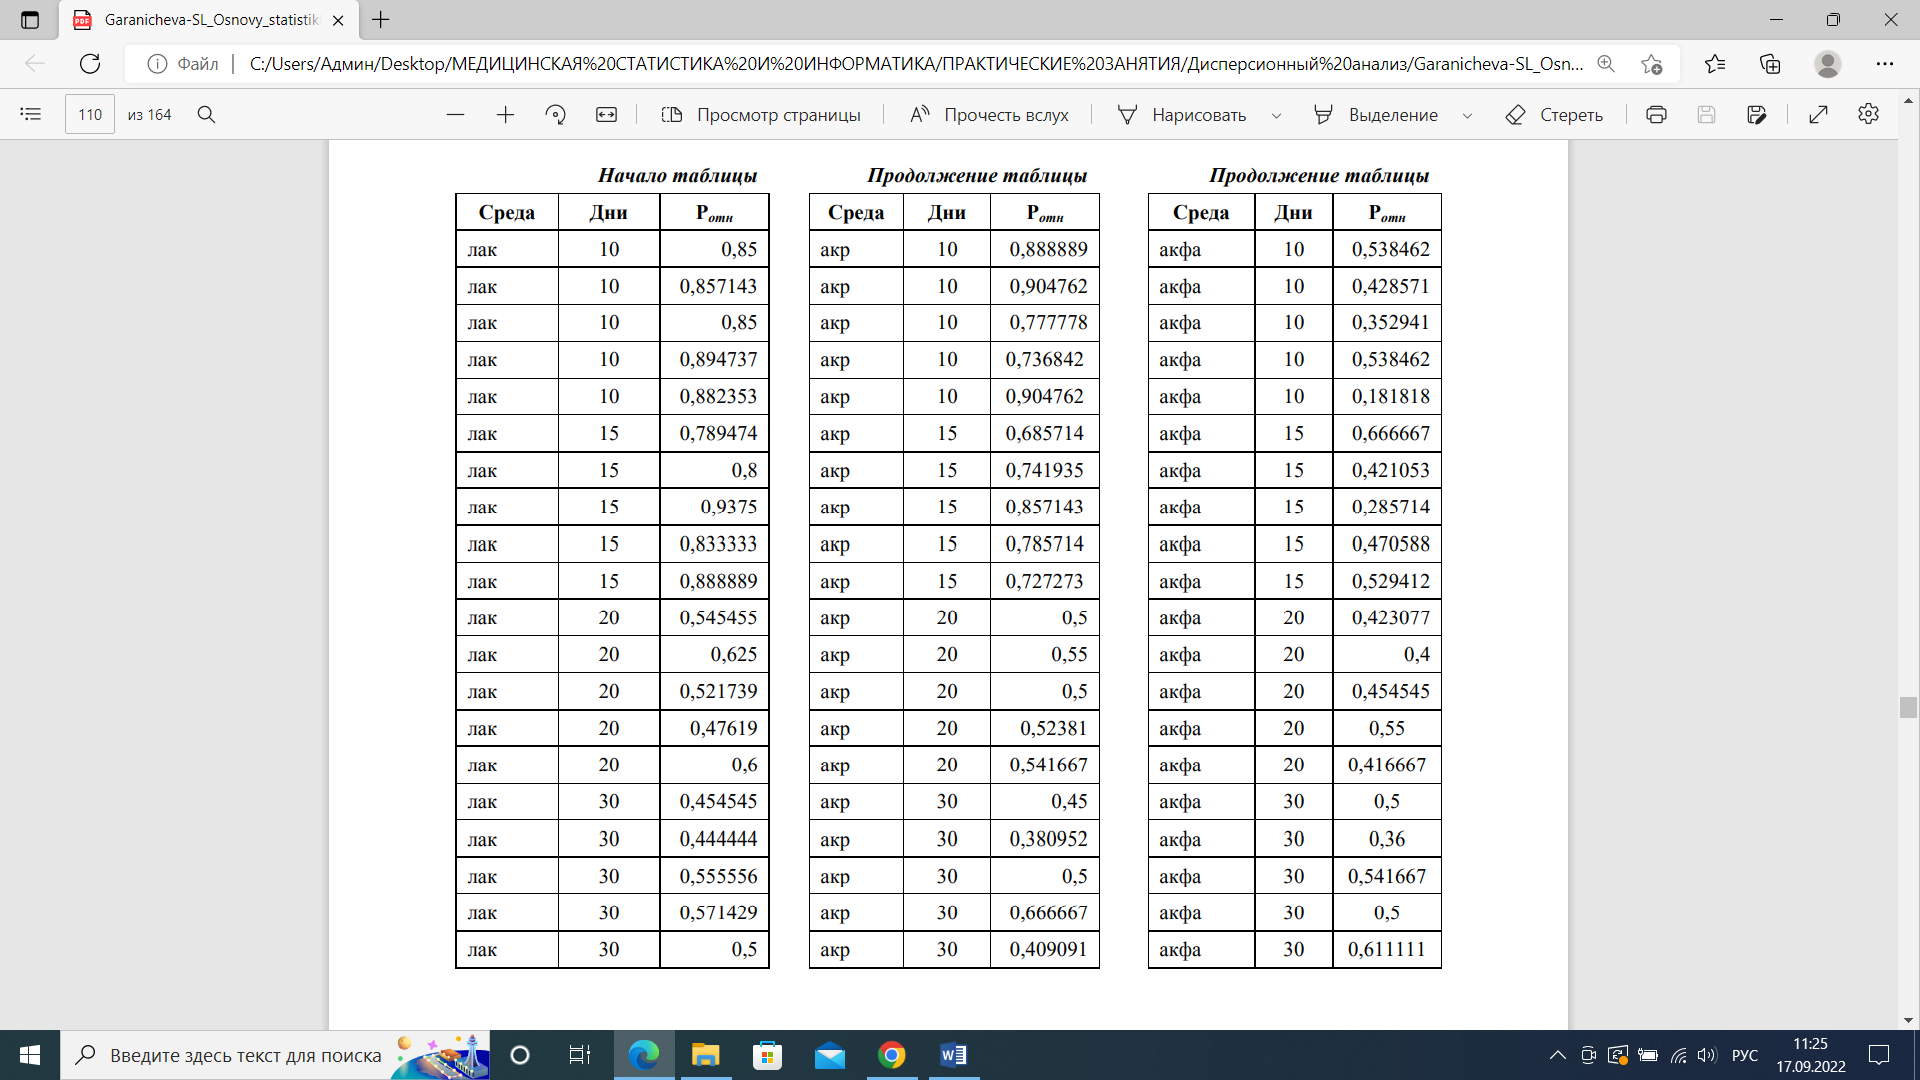 Garanicheva-SL_Osnovy_statistik
Файл
C:/Users/Админ/Desktop/МЕДИЦИНСКАЯ%20СТАТИСТИКА%20И%20ИНФОРМАТИКА/ПРАКТИЧЕСКИЕ%20ЗАНЯТИЯ/Дисперсионный%20анализ/Garanicheva-SL_Osn...
110 из 164 Просмотр страницы Прочесть вслух Нарисовать Выделение Стереть
Начало таблицы Продолжение таблицы Продолжение таблицы
Среда Дни Pотн Среда Дни Pотн Среда Дни Pотн
лак 10 0,85 акр 10 0,888889 акфа 10 0,538462
лак 10 0,857143 акр 10 0,904762 акфа 10 0,428571
лак 10 0,85 акр 10 0,777778 акфа 10 0,352941
лак 10 0,894737 акр 10 0,736842 акфа 10 0,538462
лак 10 0,882353 акр 10 0,904762 акфа 10 0,181818
лак 15 0,789474 акр 15 0,685714 акфа 15 0,666667
лак 15 0,8 акр 15 0,741935 акфа 15 0,421053
лак 15 0,9375 акр 15 0,857143 акфа 15 0,285714
лак 15 0,833333 акр 15 0,785714 акфа 15 0,470588
лак 15 0,888889 акр 15 0,727273 акфа 15 0,529412
лак 20 0,545455 акр 20 0,5 акфа 20 0,423077
лак 20 0,625 акр 20 0,55 акфа 20 0,4
лак 20 0,521739 акр 20 0,5 акфа 20 0,454545
лак 20 0,47619 акр 20 0,52381 акфа 20 0,55
лак 20 0,6 акр 20 0,541667 акфа 20 0,416667
лак 30 0,454545 акр 30 0,45 акфа 30 0,5
лак 30 0,444444 акр 30 0,380952 акфа 30 0,36
лак 30 0,555556 акр 30 0,5 акфа 30 0,541667
лак 30 0,571429 акр 30 0,666667 акфа 30 0,5
лак 30 0,5 акр 30 0,409091 акфа 30 0,611111
Введите здесь текст для поиска
РУС
11:25
17.09.2022